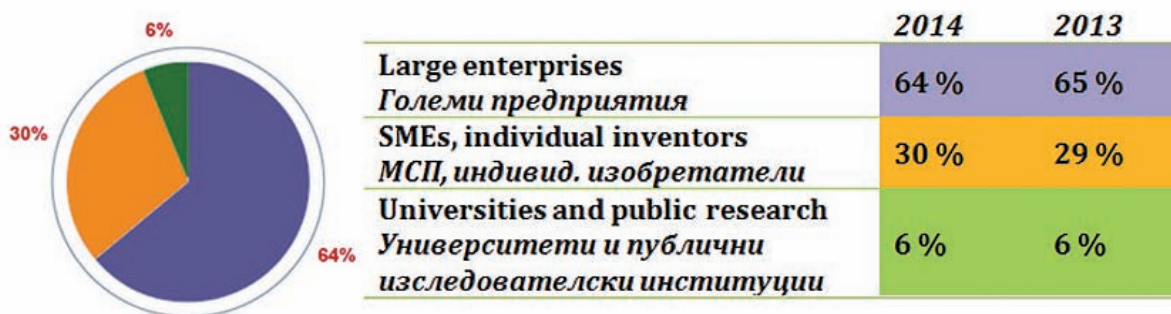 6%
30%
64%
2014 2013
Large enterprises
Големи предприятия
64 % 65 %
SMEs, individual inventors
МСП, индивид. изобретатели
30 % 29 %
Universities and public research
Университети и публични
изследователски институции
6 % 6 %